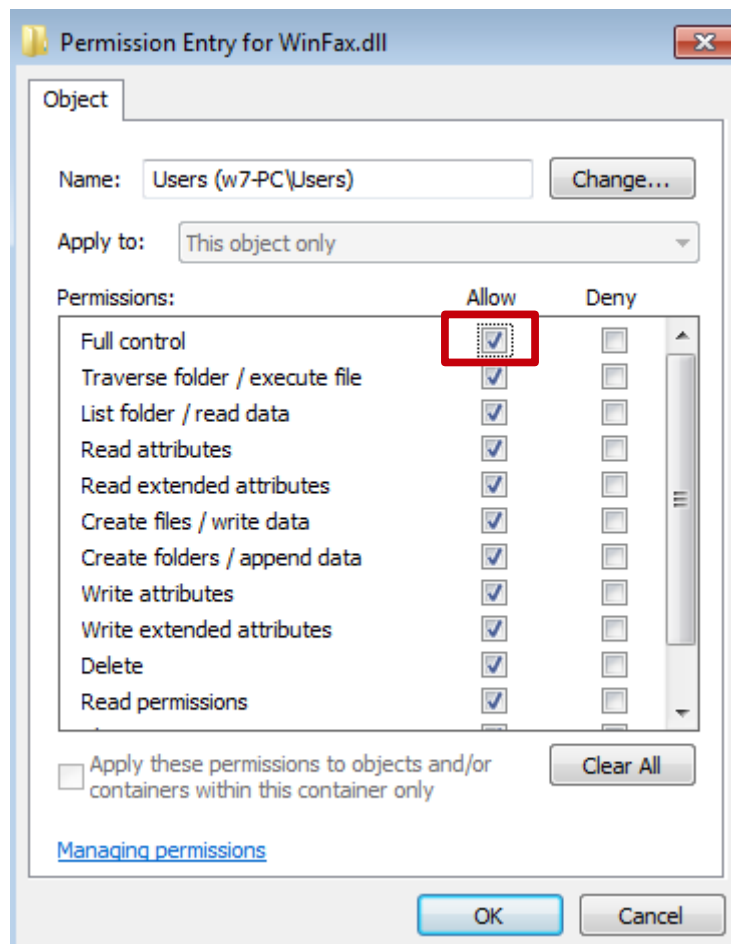 Permission Entry for WinFax.dll
Object
Name: Users (w7-PC\Users) Change...
Apply to: This object only
Permissions: Allow Deny
Full control
Traverse folder / execute file
List folder / read data
Read attributes
Read extended attributes
Create files / write data
Create folders / append data
Write attributes
Write extended attributes
Delete
Read permissions
Apply these permissions to objects and/or
containers within this container only
Clear All
Managing permissions
OK Cancel